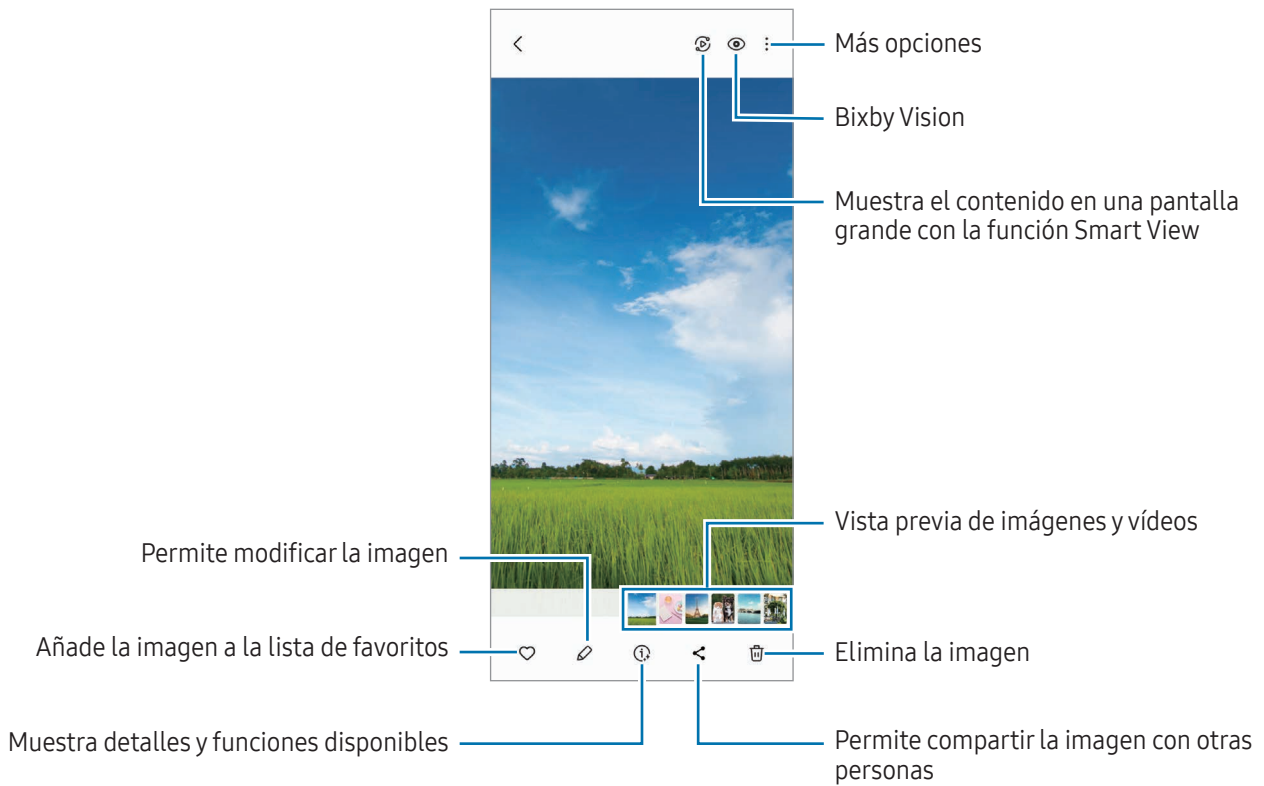 Más opciones
Bixby Vision
Muestra el contenido en una pantalla
grande con la función Smart View
Vista previa de imágenes y vídeos
Permite modificar la imagen
Añade la imagen a la lista de favoritos
Elimina la imagen
Muestra detalles y funciones disponibles
Permite compartir la imagen con otras
personas